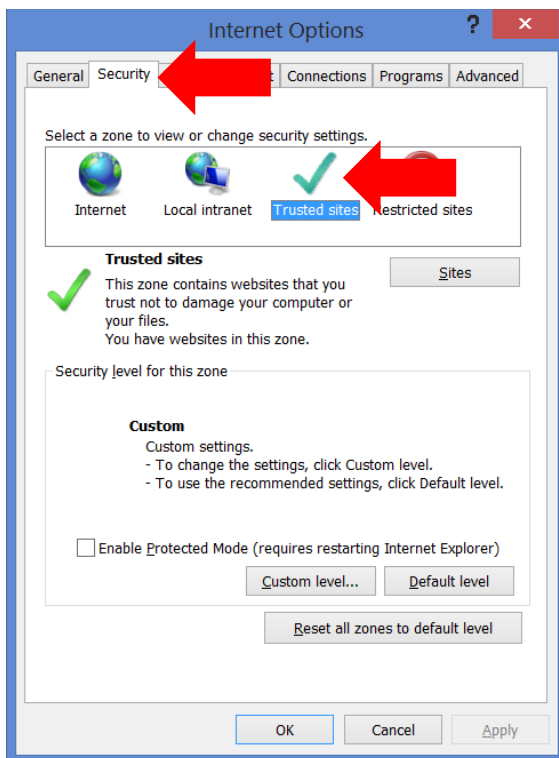 Internet Options ? ×
General Security t Connections Programs Advanced
Select a zone to view or change security settings.
Internet Local intranet Trusted sites Restricted sites
Trusted sites
Sites
This zone contains websites that you
trust not to damage your computer or
your files.
You have websites in this zone.
Security level for this zone
Custom
Custom settings.
- To change the settings, click Custom level.
- To use the recommended settings, click Default level.
Enable Protected Mode (requires restarting Internet Explorer)
Custom level... Default level
Reset all zones to default level
OK Cancel Apply